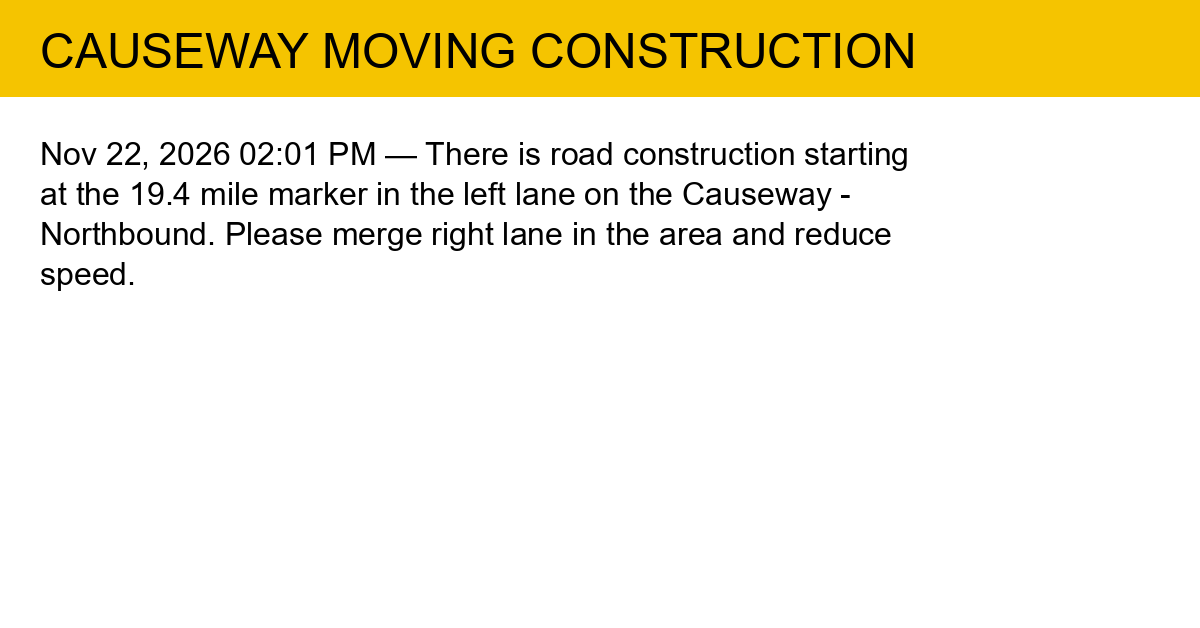 CAUSEWAY MOVING CONSTRUCTION
Nov 22, 2026 02:01 PM — There is road construction starting
at the 19.4 mile marker in the left lane on the Causeway -
Northbound. Please merge right lane in the area and reduce
speed.